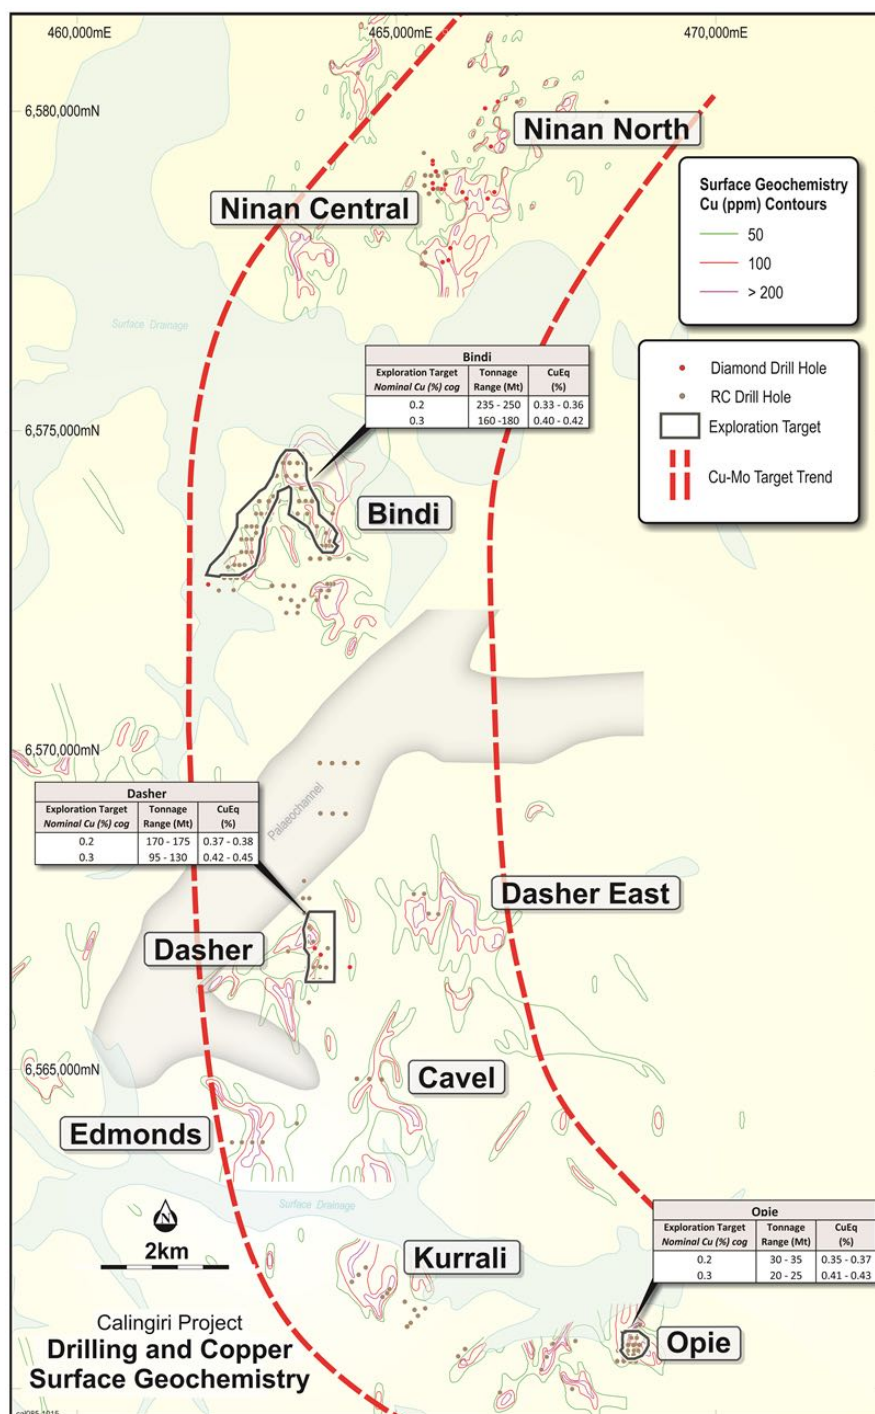 460,000mE
465,000mE
470,000mE
6,580,000mN
Ninan North
Surface Geochemistry
Cu (ppm) Contours
50
100
> 200
Ninan Central
Surface Drainage
Diamond Drill Hole
RC Drill Hole
Exploration Target
Cu-Mo Target Trend
Bindi
Exploration Target Tonnage CuEq
Nominal Cu (%) cog Range (Mt) (%)
0.2 235 - 250 0.33 - 0.36
0.3 160 -180 0.40 - 0.42
6,575,000mN
Bindi
6,570,000mN
Palaeochannel
Dasher
Exploration Target Tonnage CuEq
Nominal Cu (%) cog Range (Mt) (%)
0.2 170 - 175 0.37 - 0.38
0.3 95 - 130 0.42 - 0.45
Dasher East
Dasher
6,565,000mN
Cavel
Edmonds
Surface Drainage
Opie
Exploration Target Tonnage CuEq
Nominal Cu (%) cog Range (Mt) (%)
0.2 30 - 35 0.35 - 0.37
0.3 20 - 25 0.41 - 0.43
N
2km
Kurrali
Calingiri Project
Drilling and Copper
Surface Geochemistry
Opie